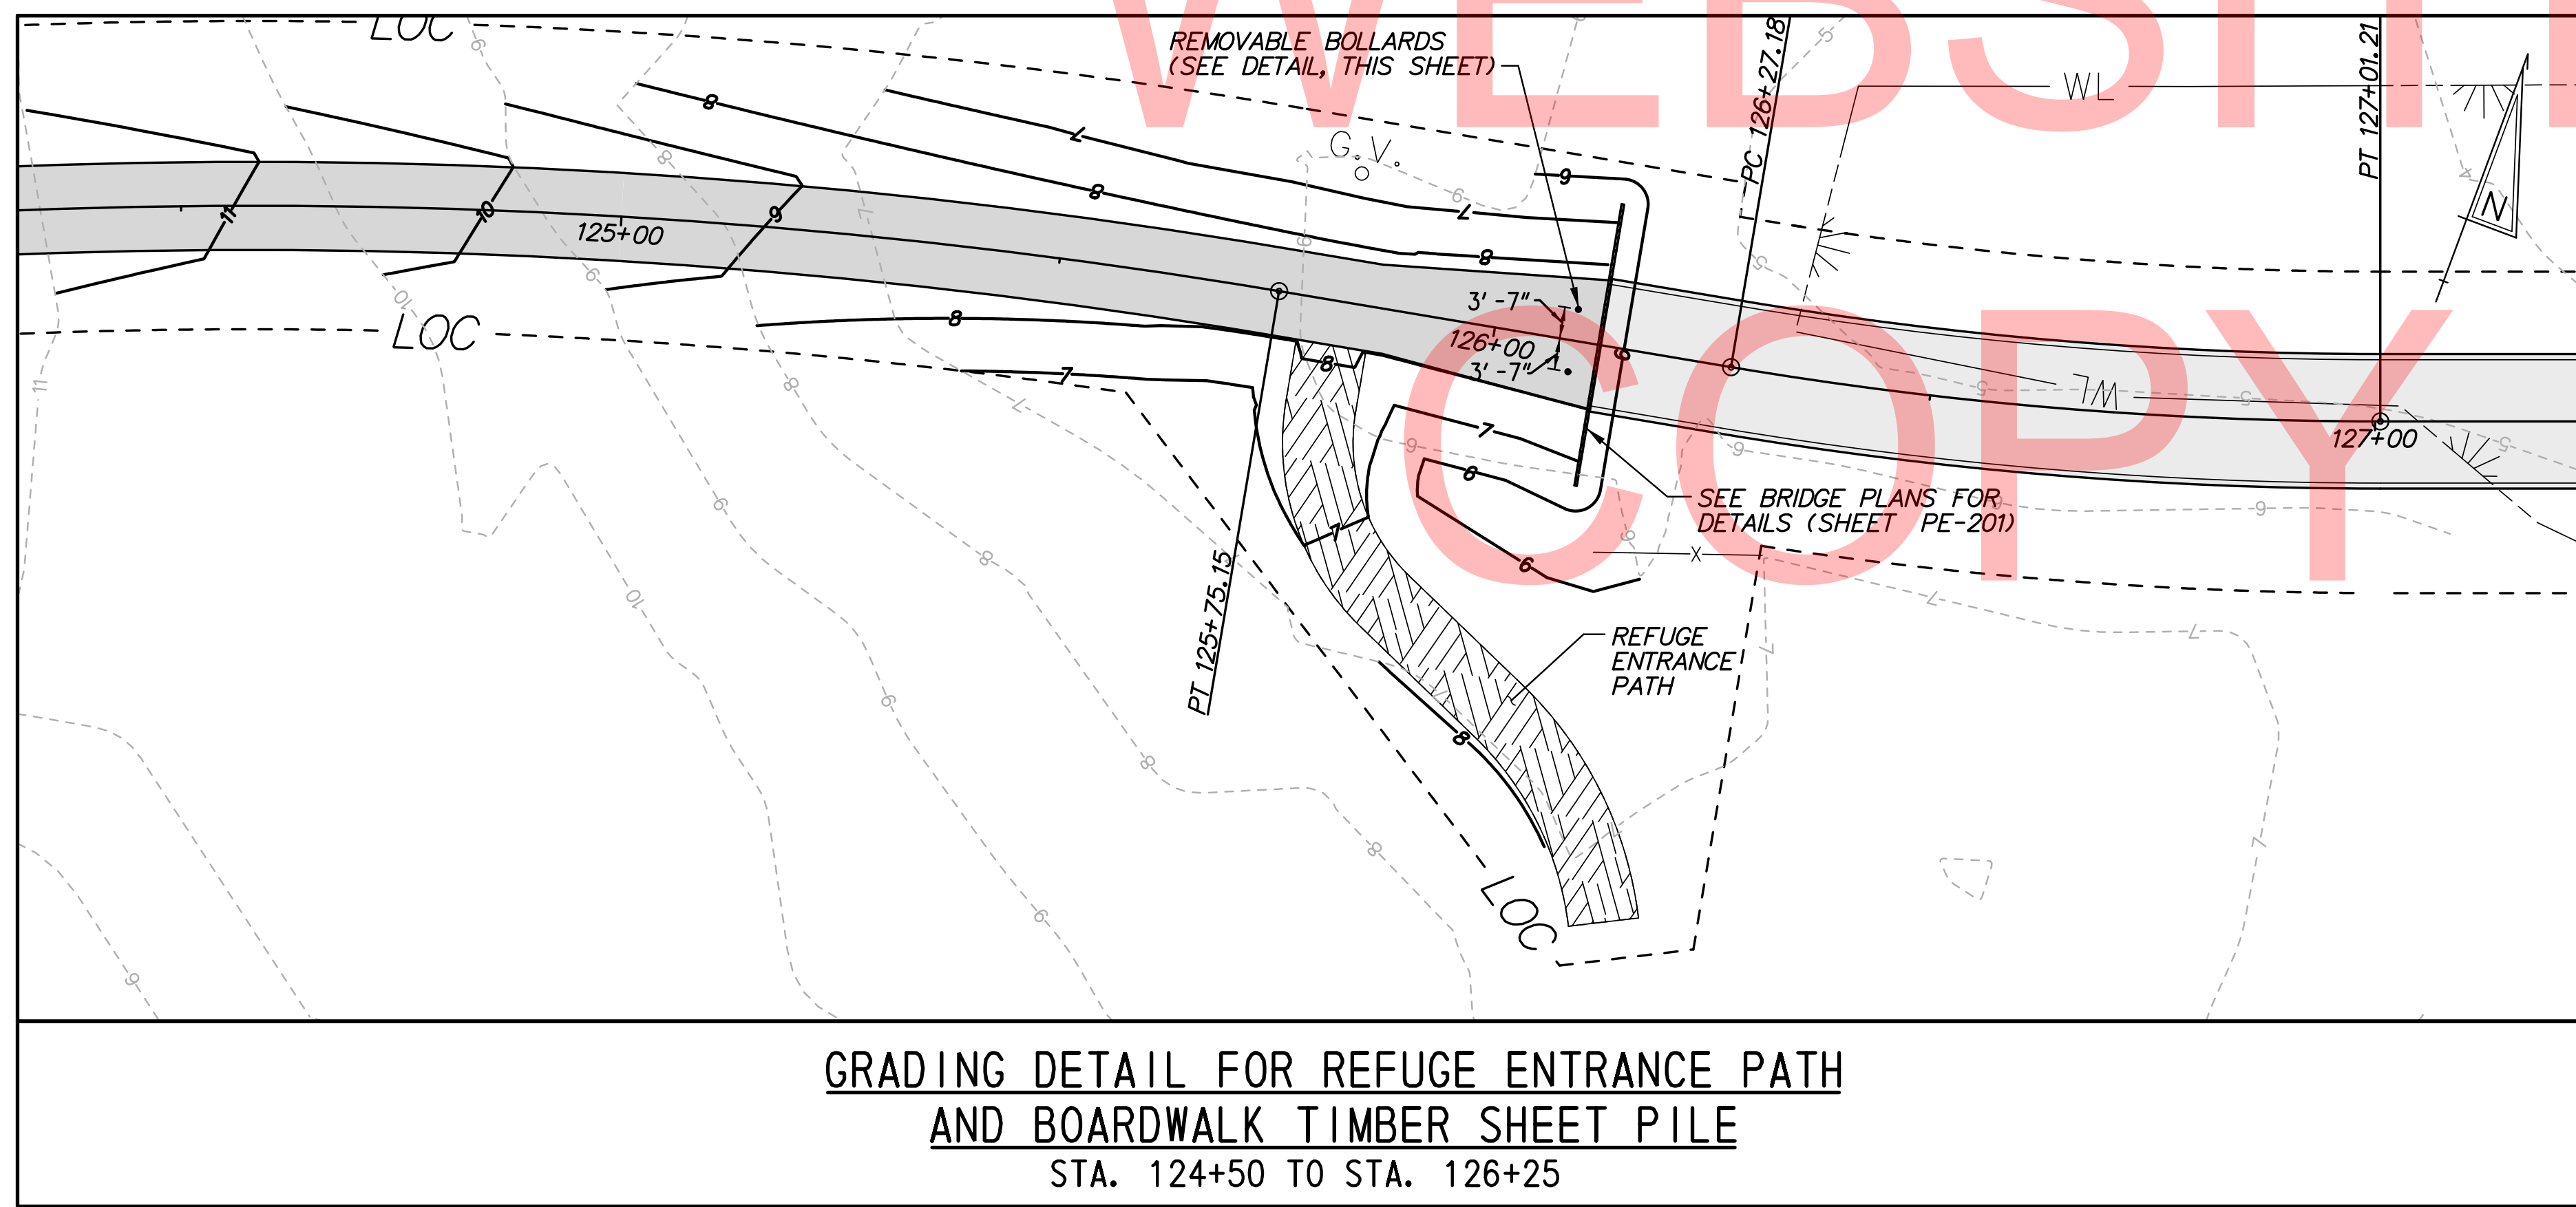 WEBSIT
COPY
LOC
REMOVABLE BOLLARDS
(SEE DETAIL, THIS SHEET)
PC 126+27.18
PT 127+01.21
WL
G.V.
N
11
10
9
8
8
7
7
8
6
125+00
3'-7"
126+00
3'-7"
6
LOC
8
7
8
7
6
7
6
WL
127+00
SEE BRIDGE PLANS FOR
DETAILS (SHEET PE-201)
X
PT 125+75.15
REFUGE
ENTRANCE
PATH
8
LOC
GRADING DETAIL FOR REFUGE ENTRANCE PATH
AND BOARDWALK TIMBER SHEET PILE
STA. 124+50 TO STA. 126+25